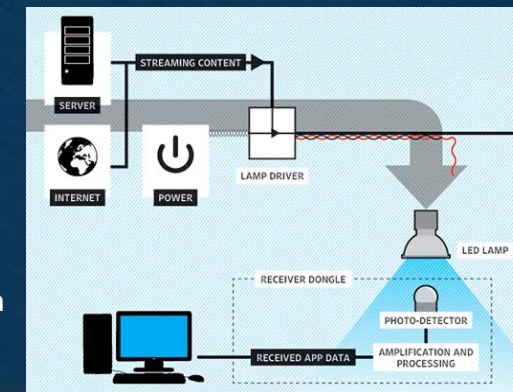 STREAMING CONTENT
SERVER
INTERNET
POWER
LAMP DRIVER
LED LAMP
RECEIVER DONGLE
PHOTO-DETECTOR
RECEIVED APP DATA
AMPLIFICATION AND
PROCESSING